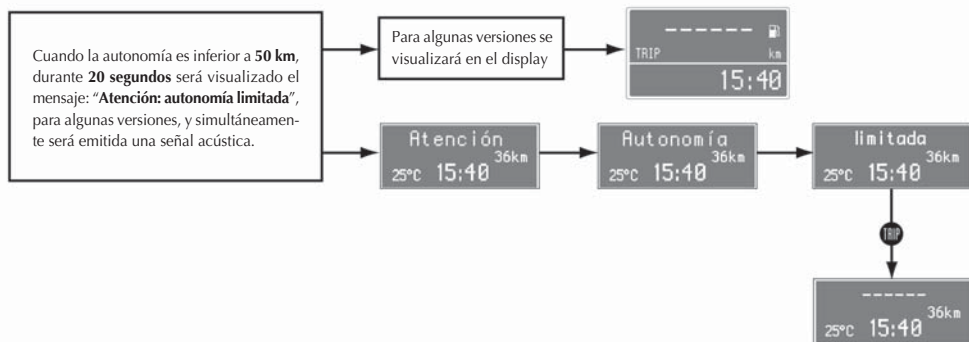 Cuando la autonomía es inferior a 50 km,
durante 20 segundos será visualizado el
mensaje: “Atención: autonomía limitada”,
para algunas versiones, y simultáneamen-
te será emitida una señal acústica.
Para algunas versiones se
visualizará en el display
------
TRIP km
15:40
Atención
36km
25°C 15:40
Autonomía
36km
25°C 15:40
limitada
36km
25°C 15:40
TRIP
------
36km
25°C 15:40